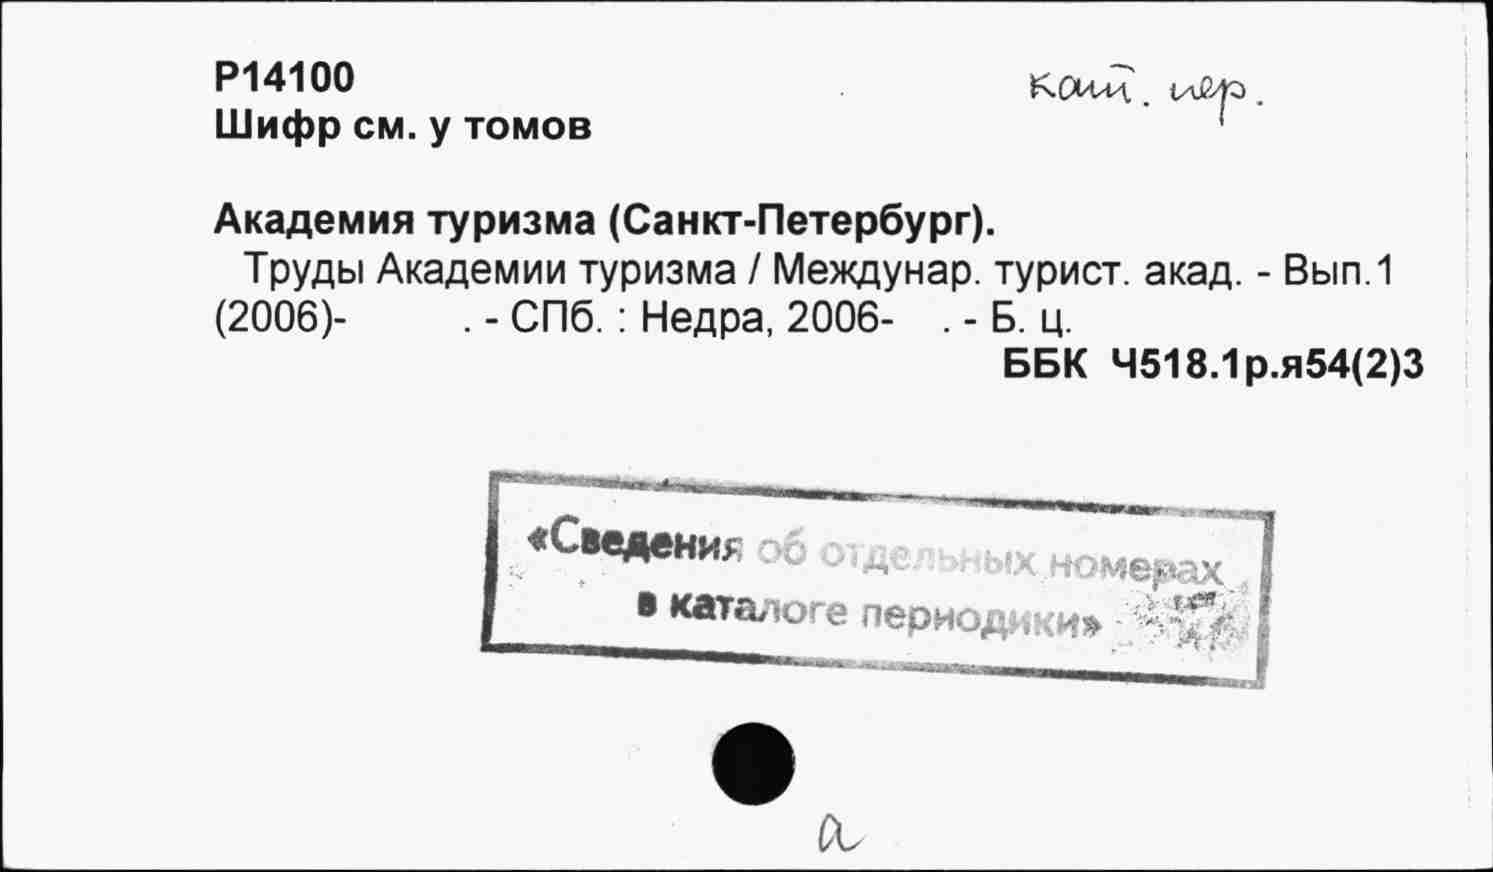 Р14100
кат. пер.
Шифр см. у томов
Академия туризма (Санкт-Петербург).
Труды Академии туризма / Междунар. турист. акад. - Вып.1
(2006)- . - СПб. : Недра, 2006- . - Б. ц.
ББК Ч518.1р.я54(2)3
«Сведения об отдельных номерах
в каталоге периодики»
а